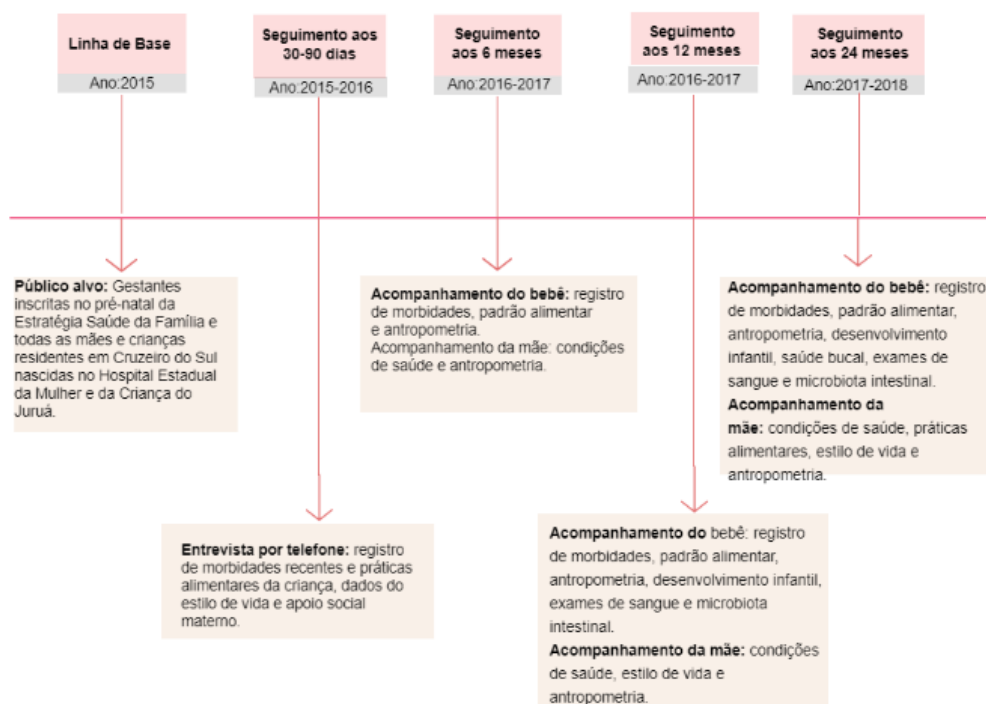 Linha de Base
Ano:2015
Seguimento aos
30-90 dias
Ano:2015-2016
Seguimento
aos 6 meses
Ano:2016-2017
Seguimento
aos 12 meses
Ano:2016-2017
Seguimento
aos 24 meses
Ano:2017-2018
Público alvo: Gestantes
inscritas no pré-natal da
Estratégia Saúde da Família e
todas as mães e crianças
residentes em Cruzeiro do Sul
nascidas no Hospital Estadual
da Mulher e da Criança do
Juruá.
Acompanhamento do bebê: registro
de morbidades, padrão alimentar
e antropometria.
Acompanhamento da mãe: condições
de saúde e antropometria.
Acompanhamento do bebê: registro
de morbidades, padrão alimentar,
antropometria, desenvolvimento
infantil, saúde bucal, exames de
sangue e microbiota intestinal.
Acompanhamento da
mãe: condições de saúde, práticas
alimentares, estilo de vida e
antropometria.
Entrevista por telefone: registro
de morbidades recentes e práticas
alimentares da criança, dados do
estilo de vida e apoio social
materno.
Acompanhamento do bebê: registro
de morbidades, padrão alimentar,
antropometria, desenvolvimento infantil,
exames de sangue e microbiota
intestinal.
Acompanhamento da mãe: condições
de saúde, estilo de vida e
antropometria.